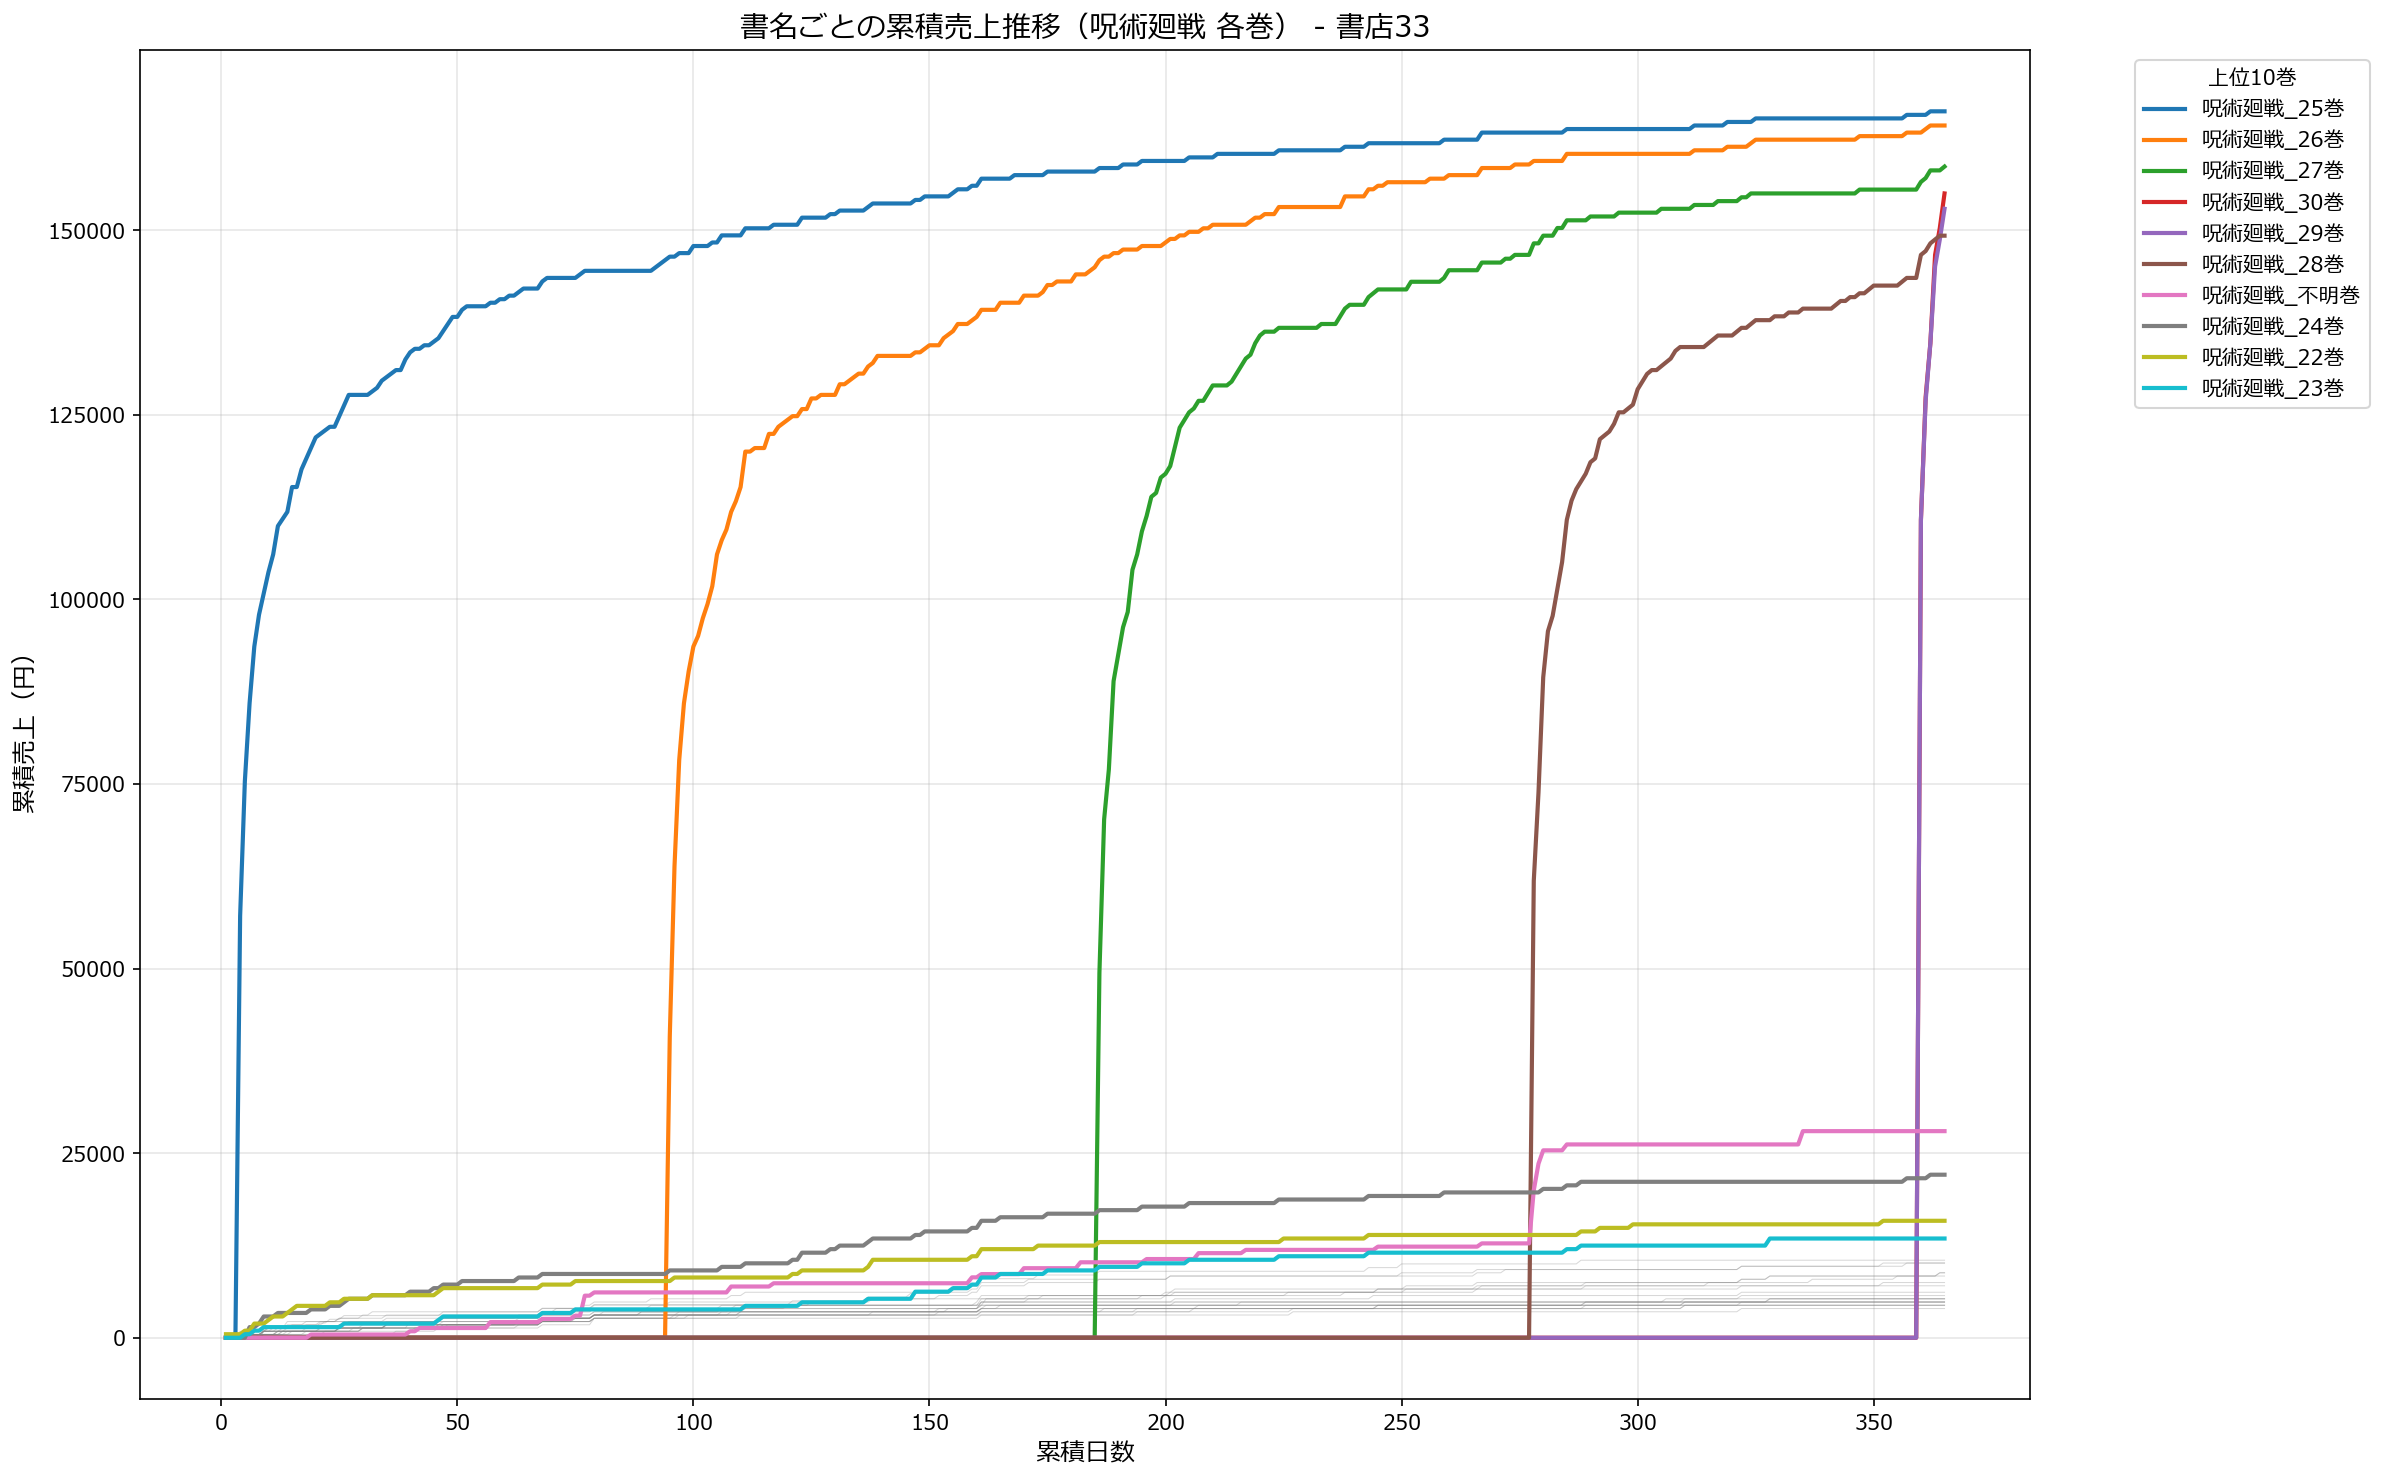 書名ごとの累積売上推移（呪術廻戦 各巻） - 書店33
上位10巻
呪術廻戦_25巻
呪術廻戦_26巻
呪術廻戦_27巻
呪術廻戦_30巻
呪術廻戦_29巻
呪術廻戦_28巻
呪術廻戦_不明巻
呪術廻戦_24巻
呪術廻戦_22巻
呪術廻戦_23巻
累積売上（円）
150000
125000
100000
75000
50000
25000
0
0 50 100 150 200 250 300 350
累積日数